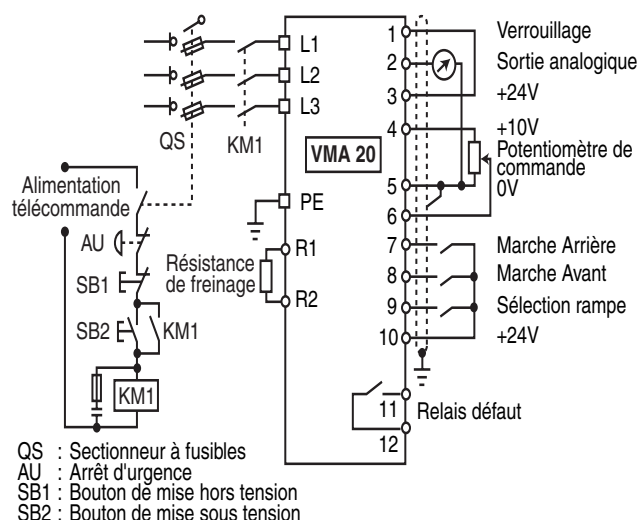 L1
L2
L3
QS
KM1
VMA 20
PE
R1
R2
Résistance
de freinage
1
2
3
4
5
6
7
8
9
10
11
12
Verrouillage
Sortie analogique
+24V
+10V
Potentiomètre de
commande
0V
Marche Arrière
Marche Avant
Sélection rampe
+24V
Relais défaut
Alimentation
télécommande
AU
SB1
SB2
KM1
KM1
QS : Sectionneur à fusibles
AU : Arrêt d'urgence
SB1 : Bouton de mise hors tension
SB2 : Bouton de mise sous tension